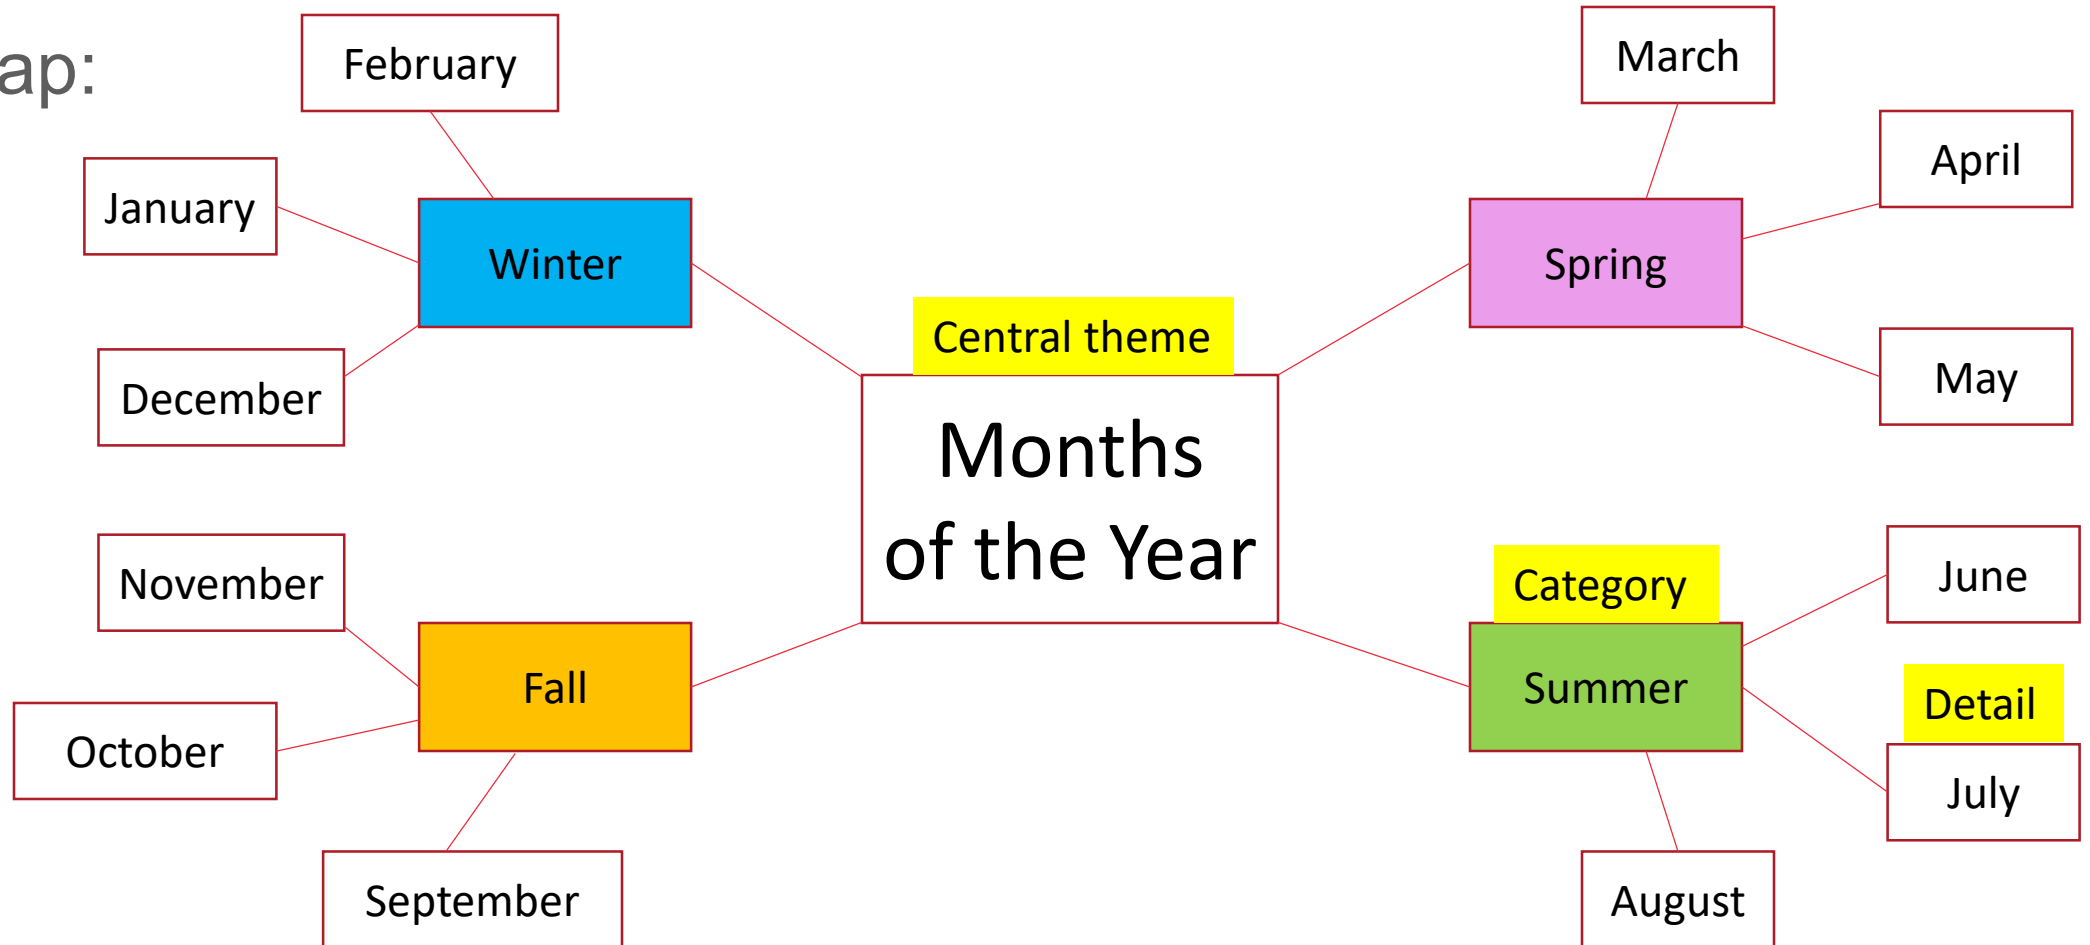 ap:
February
January
Winter
December
March
April
Spring
May
Central theme
Months
of the Year
November
Fall
October
September
Category
Summer
June
Detail
July
August